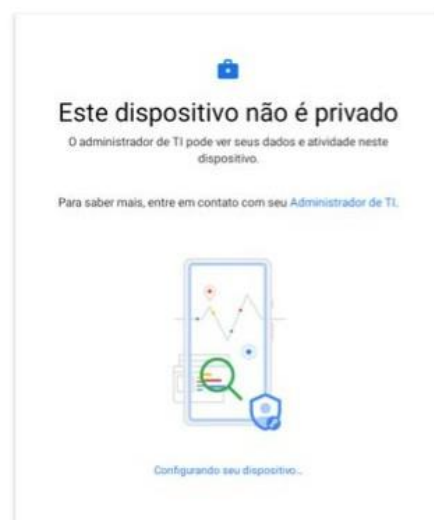 Este dispositivo não é privado
O administrador de TI pode ver seus dados e atividade neste
dispositivo.
Para saber mais, entre em contato com seu Administrador de TI.
Configurando seu dispositivo...